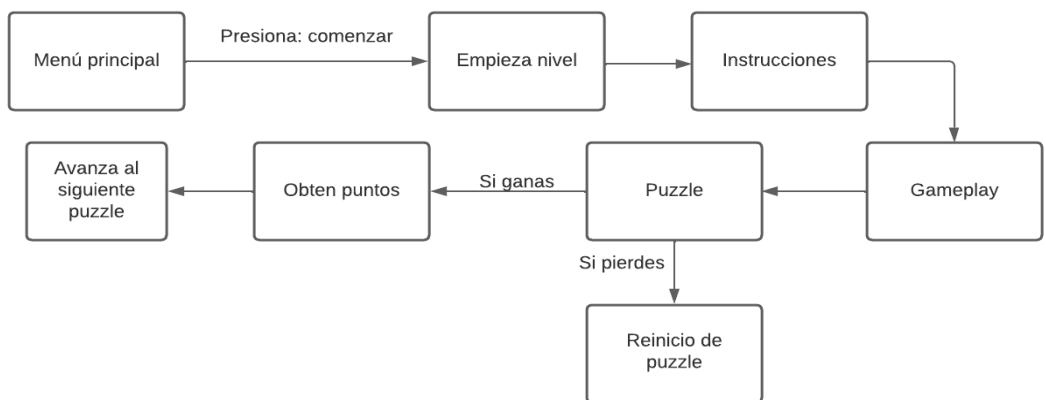 Menú principal
Presiona: comenzar
Empieza nivel
Instrucciones
Avanza al
siguiente
puzzle
Obten puntos
Si ganas
Puzzle
Gameplay
Si pierdes
Reinicio de
puzzle